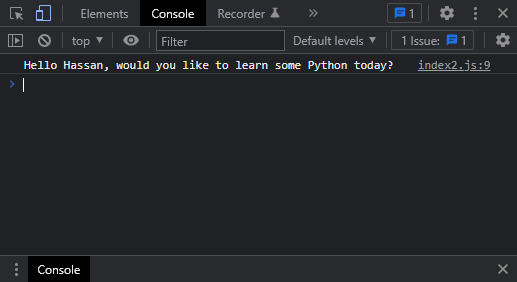 Elements Console Recorder 1
top Filter Default levels 1 Issue: 1
Hello Hassan, would you like to learn some Python today? index2.js:9
Console